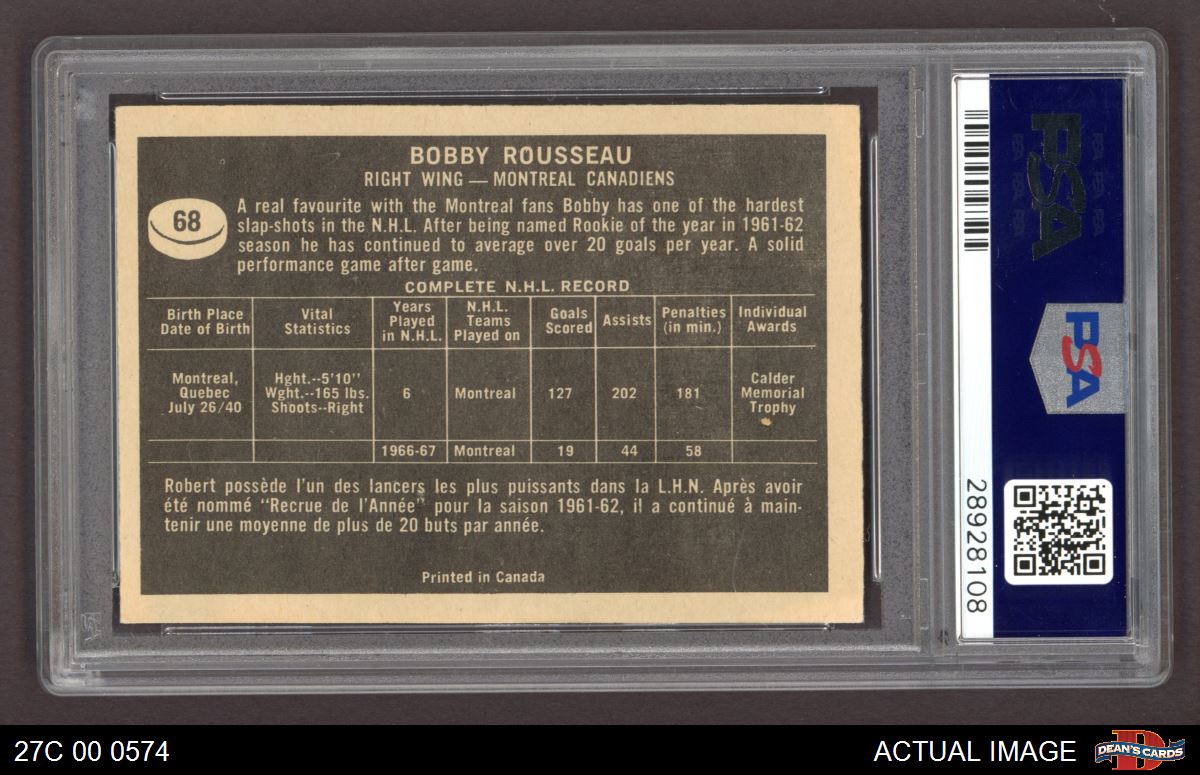 BOBBY ROUSSEAU
RIGHT WING — MONTREAL CANADIENS
68
A real favourite with the Montreal fans Bobby has one of the hardest
slap-shots in the N.H.L. After being named Rookie of the year in 1961-62
season he has continued to average over 20 goals per year. A solid
performance game after game.
COMPLETE N.H.L. RECORD
Birth Place Date of Birth | Vital Statistics | Years Played in N.H.L. | N.H.L. Teams Played on | Goals Scored | Assists | Penalties (in min.) | Individual Awards
Montreal, Quebec July 26/40 | Hght.--5'10'' Wght.--165 lbs. Shoots--Right | 6 | Montreal | 127 | 202 | 181 | Calder Memorial Trophy
1966-67 | Montreal | 19 | 44 | 58
Robert possède l'un des lancers les plus puissants dans la L.H.N. Après avoir
été nommé "Recrue de l'Année" pour la saison 1961-62, il a continué à main-
tenir une moyenne de plus de 20 buts par année.
Printed in Canada
PSA
PSA
28928108
27C 00 0574
ACTUAL IMAGE
D
DEAN'S CARDS